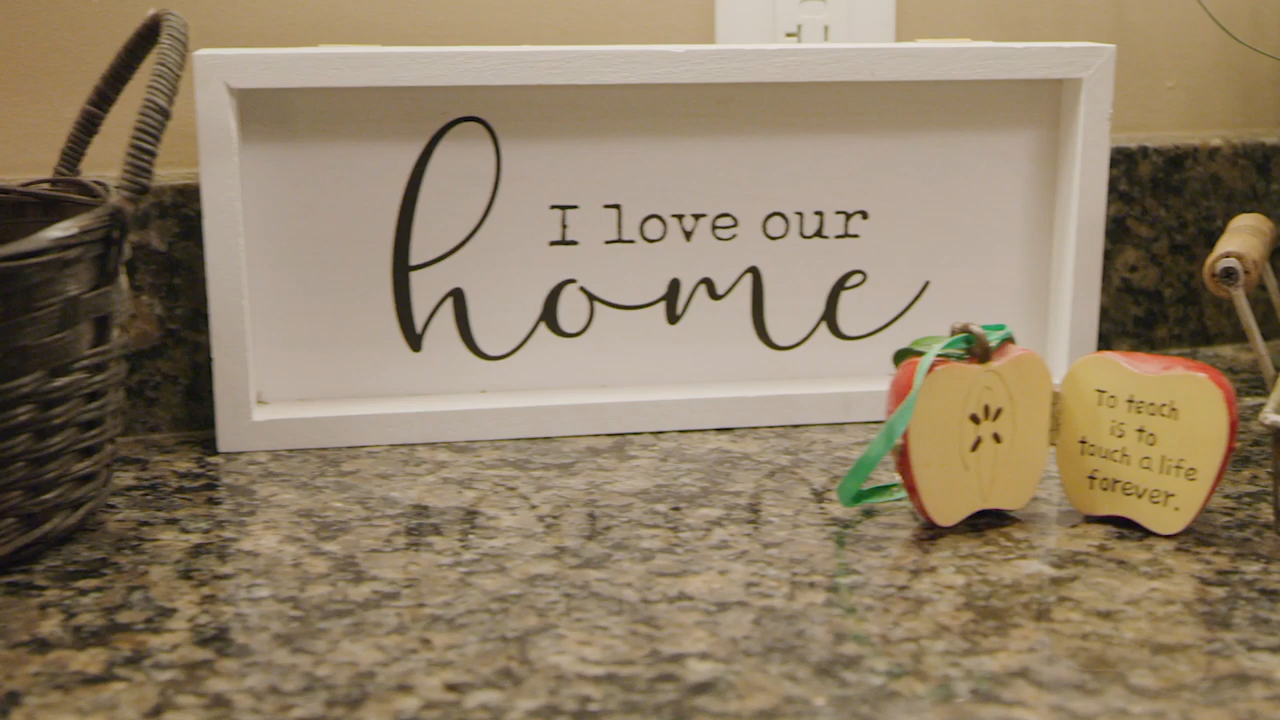 I love our
home
To teach
is to
touch a life
forever.